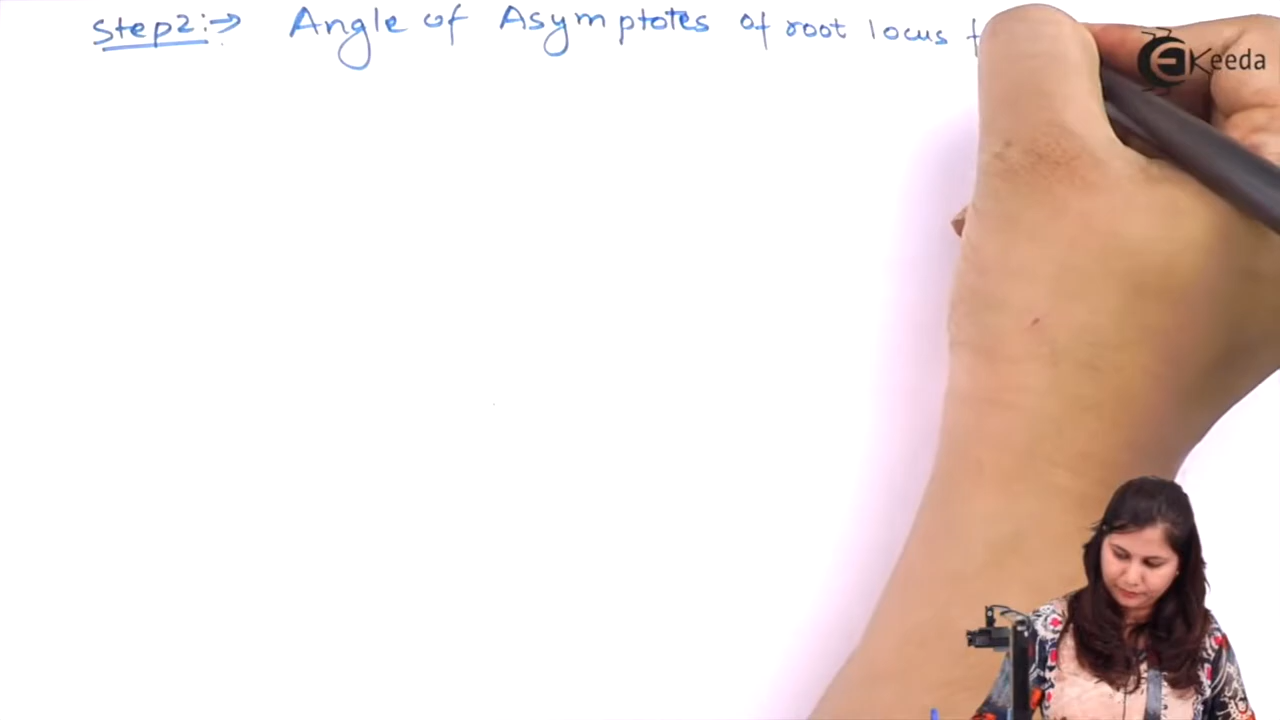 Step2:→ Angle of Asymptotes of root locus f
Keeda